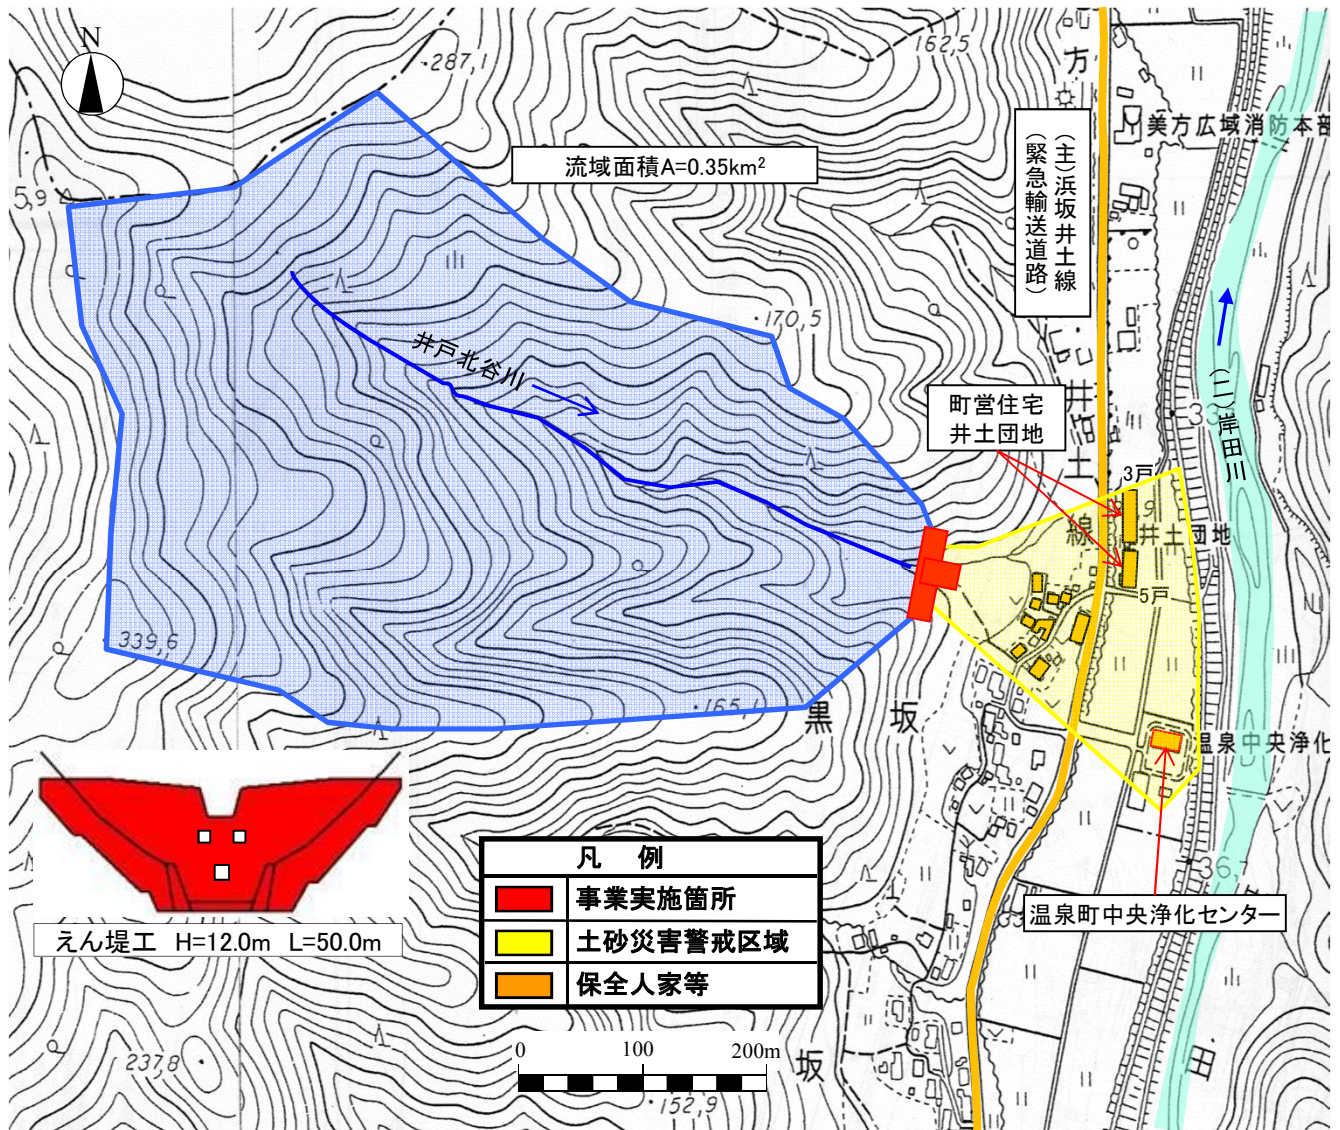 N
287,1
162,5
方
美方広域消防本部
流域面積A=0.35km²
(主)浜坂井土線
(緊急輸送道路)
5,9
170,5
井戸北谷川
町営住宅
井土団地
井
土
線
(二)岸田川
3戸
井土団地
5戸
339,6
165,1
黒坂
温泉中央浄化
36,7
凡 例
事業実施箇所
土砂災害警戒区域
保全人家等
えん堤工 H=12.0m L=50.0m
温泉町中央浄化センター
0 100 200m
237,8
坂
152,9
田